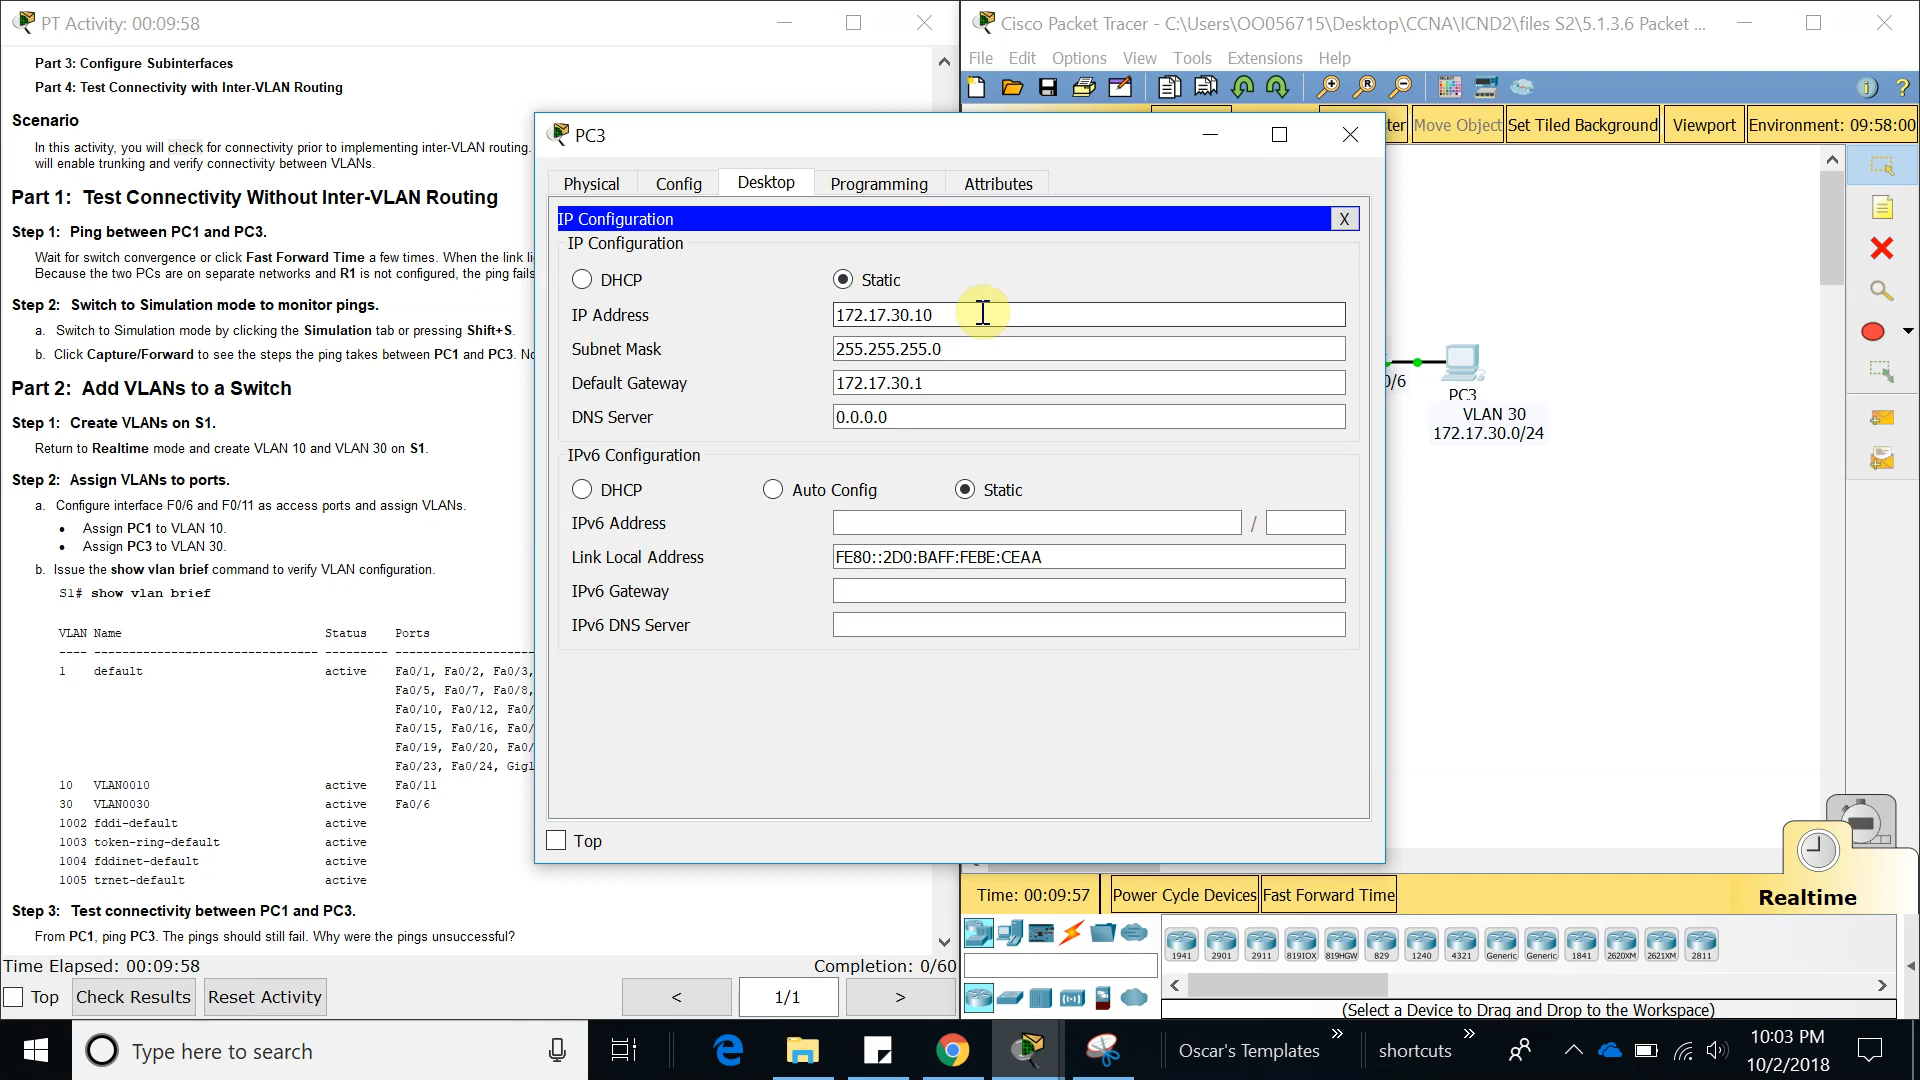 PT Activity: 00:09:58
Part 3: Configure Subinterfaces
Part 4: Test Connectivity with Inter-VLAN Routing
Scenario
In this activity, you will check for connectivity prior to implementing inter-VLAN routing.
will enable trunking and verify connectivity between VLANs.
Part 1: Test Connectivity Without Inter-VLAN Routing
Step 1: Ping between PC1 and PC3.
Wait for switch convergence or click Fast Forward Time a few times. When the link li
Because the two PCs are on separate networks and R1 is not configured, the ping fails
Step 2: Switch to Simulation mode to monitor pings.
a. Switch to Simulation mode by clicking the Simulation tab or pressing Shift+S.
b. Click Capture/Forward to see the steps the ping takes between PC1 and PC3. No
Part 2: Add VLANs to a Switch
Step 1: Create VLANs on S1.
Return to Realtime mode and create VLAN 10 and VLAN 30 on S1.
Step 2: Assign VLANs to ports.
a. Configure interface F0/6 and F0/11 as access ports and assign VLANs.
• Assign PC1 to VLAN 10.
• Assign PC3 to VLAN 30.
b. Issue the show vlan brief command to verify VLAN configuration.
S1# show vlan brief
VLAN Name Status Ports
---- -------------------------------- --------- --------------
1 default active Fa0/1, Fa0/2, Fa0/3,
Fa0/5, Fa0/7, Fa0/8,
Fa0/10, Fa0/12, Fa0/
Fa0/15, Fa0/16, Fa0/
Fa0/19, Fa0/20, Fa0/
Fa0/23, Fa0/24, Gig1
10 VLAN0010 active Fa0/11
30 VLAN0030 active Fa0/6
1002 fddi-default active
1003 token-ring-default active
1004 fddinet-default active
1005 trnet-default active
Step 3: Test connectivity between PC1 and PC3.
From PC1, ping PC3. The pings should still fail. Why were the pings unsuccessful?
Time Elapsed: 00:09:58 Completion: 0/60
Top Check Results Reset Activity < 1/1 >
Cisco Packet Tracer - C:\Users\OO056715\Desktop\CCNA\ICND2\files S2\5.1.3.6 Packet ...
File Edit Options View Tools Extensions Help
ter Move Object Set Tiled Background Viewport Environment: 09:58:00
PC3
Physical Config Desktop Programming Attributes
IP Configuration X
IP Configuration
DHCP Static
IP Address 172.17.30.10
Subnet Mask 255.255.255.0
Default Gateway 172.17.30.1
DNS Server 0.0.0.0
IPv6 Configuration
DHCP Auto Config Static
IPv6 Address /
Link Local Address FE80::2D0:BAFF:FEBE:CEAA
IPv6 Gateway
IPv6 DNS Server
Top
0/6
PC3
VLAN 30
172.17.30.0/24
Time: 00:09:57 Power Cycle Devices Fast Forward Time
Realtime
1941 2901 2911 819IOX 819HGW 829 1240 4321 Generic Generic 1841 2620XM 2621XM 2811
(Select a Device to Drag and Drop to the Workspace)
Type here to search
Oscar's Templates » shortcuts »
10:03 PM
10/2/2018